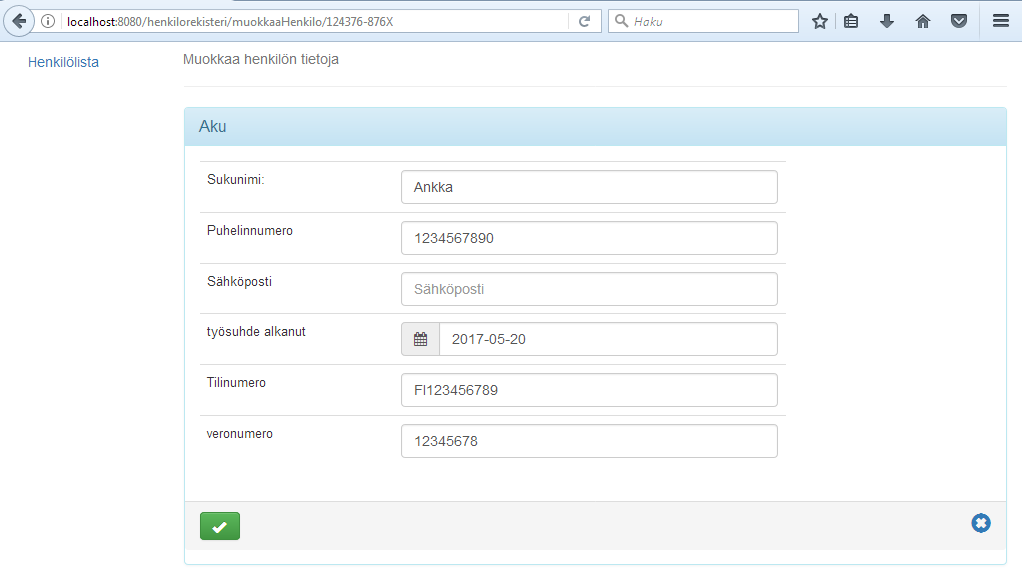 localhost:8080/henkilorekisteri/muokkaaHenkilo/124376-876X
Haku
Henkilölista
Muokkaa henkilön tietoja
Aku
Sukunimi:
Ankka
Puhelinnumero
1234567890
Sähköposti
Sähköposti
työsuhde alkanut
2017-05-20
Tilinumero
FI123456789
veronumero
12345678